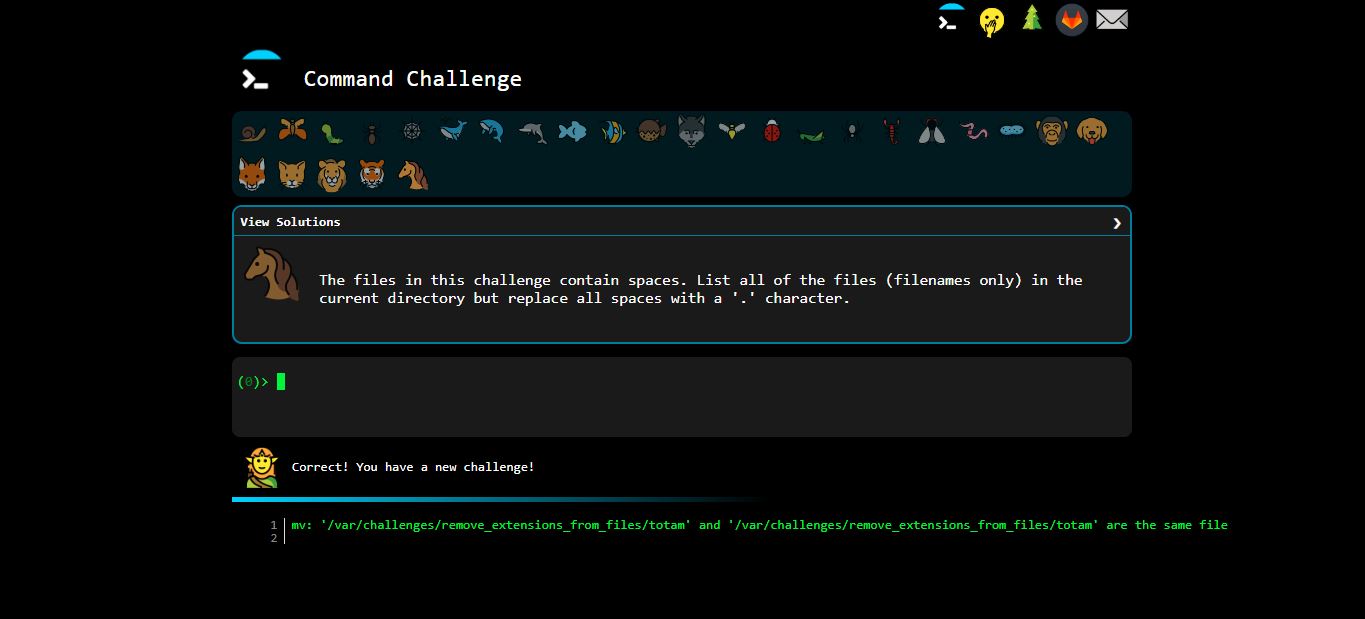 Command Challenge
View Solutions
The files in this challenge contain spaces. List all of the files (filenames only) in the
current directory but replace all spaces with a '.' character.
(0)>
Correct! You have a new challenge!
1 mv: '/var/challenges/remove_extensions_from_files/totam' and '/var/challenges/remove_extensions_from_files/totam' are the same file
2